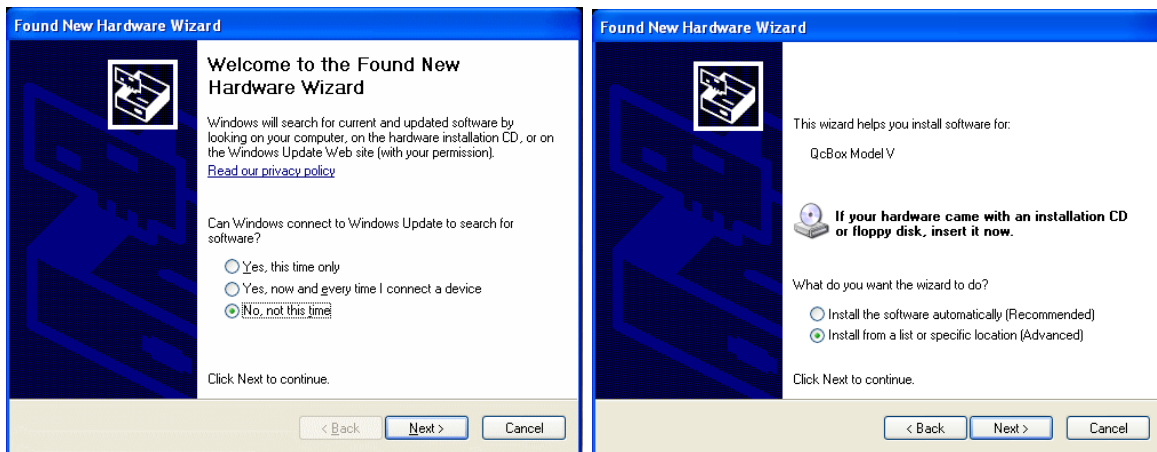 Found New Hardware Wizard
Welcome to the Found New
Hardware Wizard
Windows will search for current and updated software by
looking on your computer, on the hardware installation CD, or on
the Windows Update Web site (with your permission).
Read our privacy policy
Can Windows connect to Windows Update to search for
software?
Yes, this time only
Yes, now and every time I connect a device
No, not this time
Click Next to continue.
< Back
Next >
Cancel
Found New Hardware Wizard
This wizard helps you install software for:
QcBox Model V
If your hardware came with an installation CD
or floppy disk, insert it now.
What do you want the wizard to do?
Install the software automatically (Recommended)
Install from a list or specific location (Advanced)
Click Next to continue.
< Back
Next >
Cancel